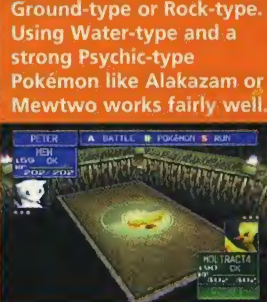 Ground-type or Rock-type.
Using Water-type and a
strong Psychic-type
Pokémon like Alakazam or
Mewtwo works fairly well.
PETER A BATTLE B POKéMON S RUN
MEW
OK
202/202
MOLTRACT4
OK